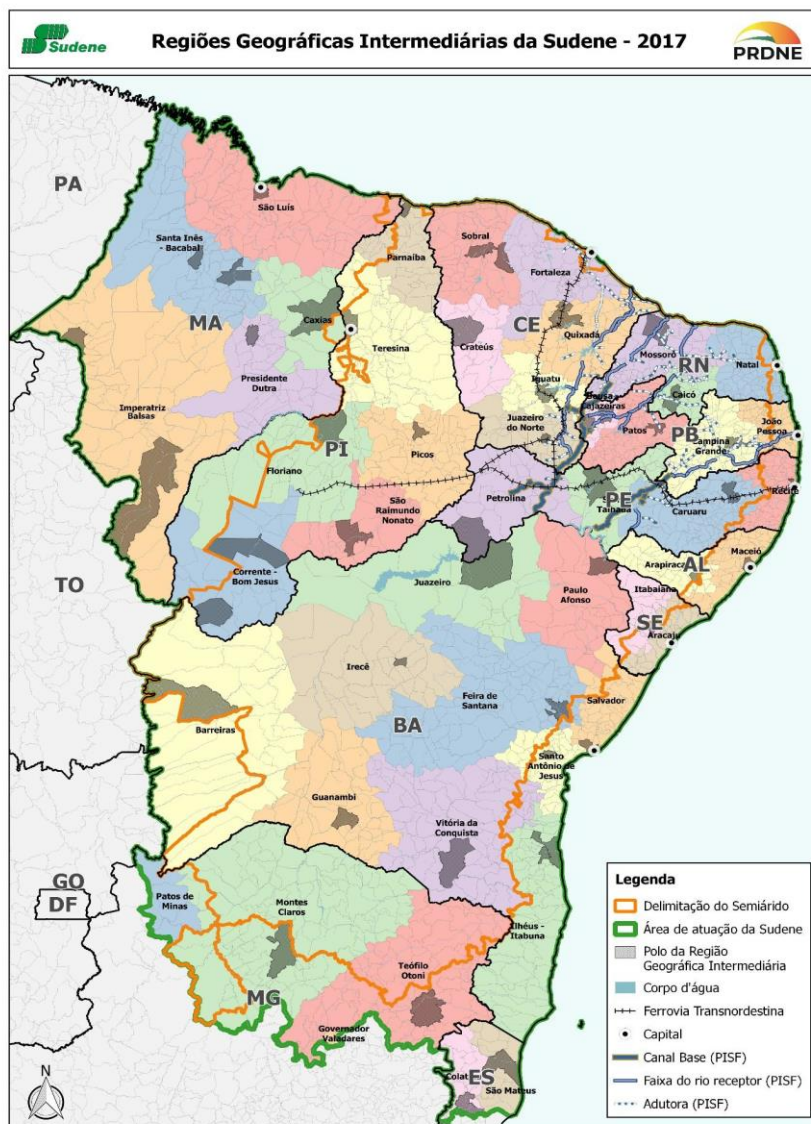 Sudene
Regiões Geográficas Intermediárias da Sudene - 2017
PRDNE
PA
São Luís
Santa Inês
- Bacabal
Parnaíba
Sobral
Fortaleza
MA
Caxias
CE
Teresina
Crateús
Quixadá
Mossoró
RN
Natal
Presidente
Dutra
Iguatu
Caicó
Imperatriz
Balsas
Juazeiro
do Norte
Patos
PB
João
Pessoa
Campina
Grande
PI
Picos
Floriano
Petrolina
PE
Recife
São
Raimundo
Nonato
Caruaru
Maceió
Corrente -
Bom Jesus
AL
TO
Juazeiro
Paulo
Afonso
Itabaiana
SE
Aracaju
Irecê
Feira de
Santana
Salvador
BA
Barreiras
Santo
Antônio de
Jesus
Guanambi
Vitória da
Conquista
GO
DF
Patos de
Minas
Montes
Claros
Ilhéus -
Itabuna
Teófilo
Otoni
MG
Governador
Valadares
ES
São Mateus
N
Legenda
Delimitação do Semiárido
Área de atuação da Sudene
Polo da Região
Geográfica Intermediária
Corpo d'água
Ferrovia Transnordestina
Capital
Canal Base (PISF)
Faixa do rio receptor (PISF)
Adutora (PISF)